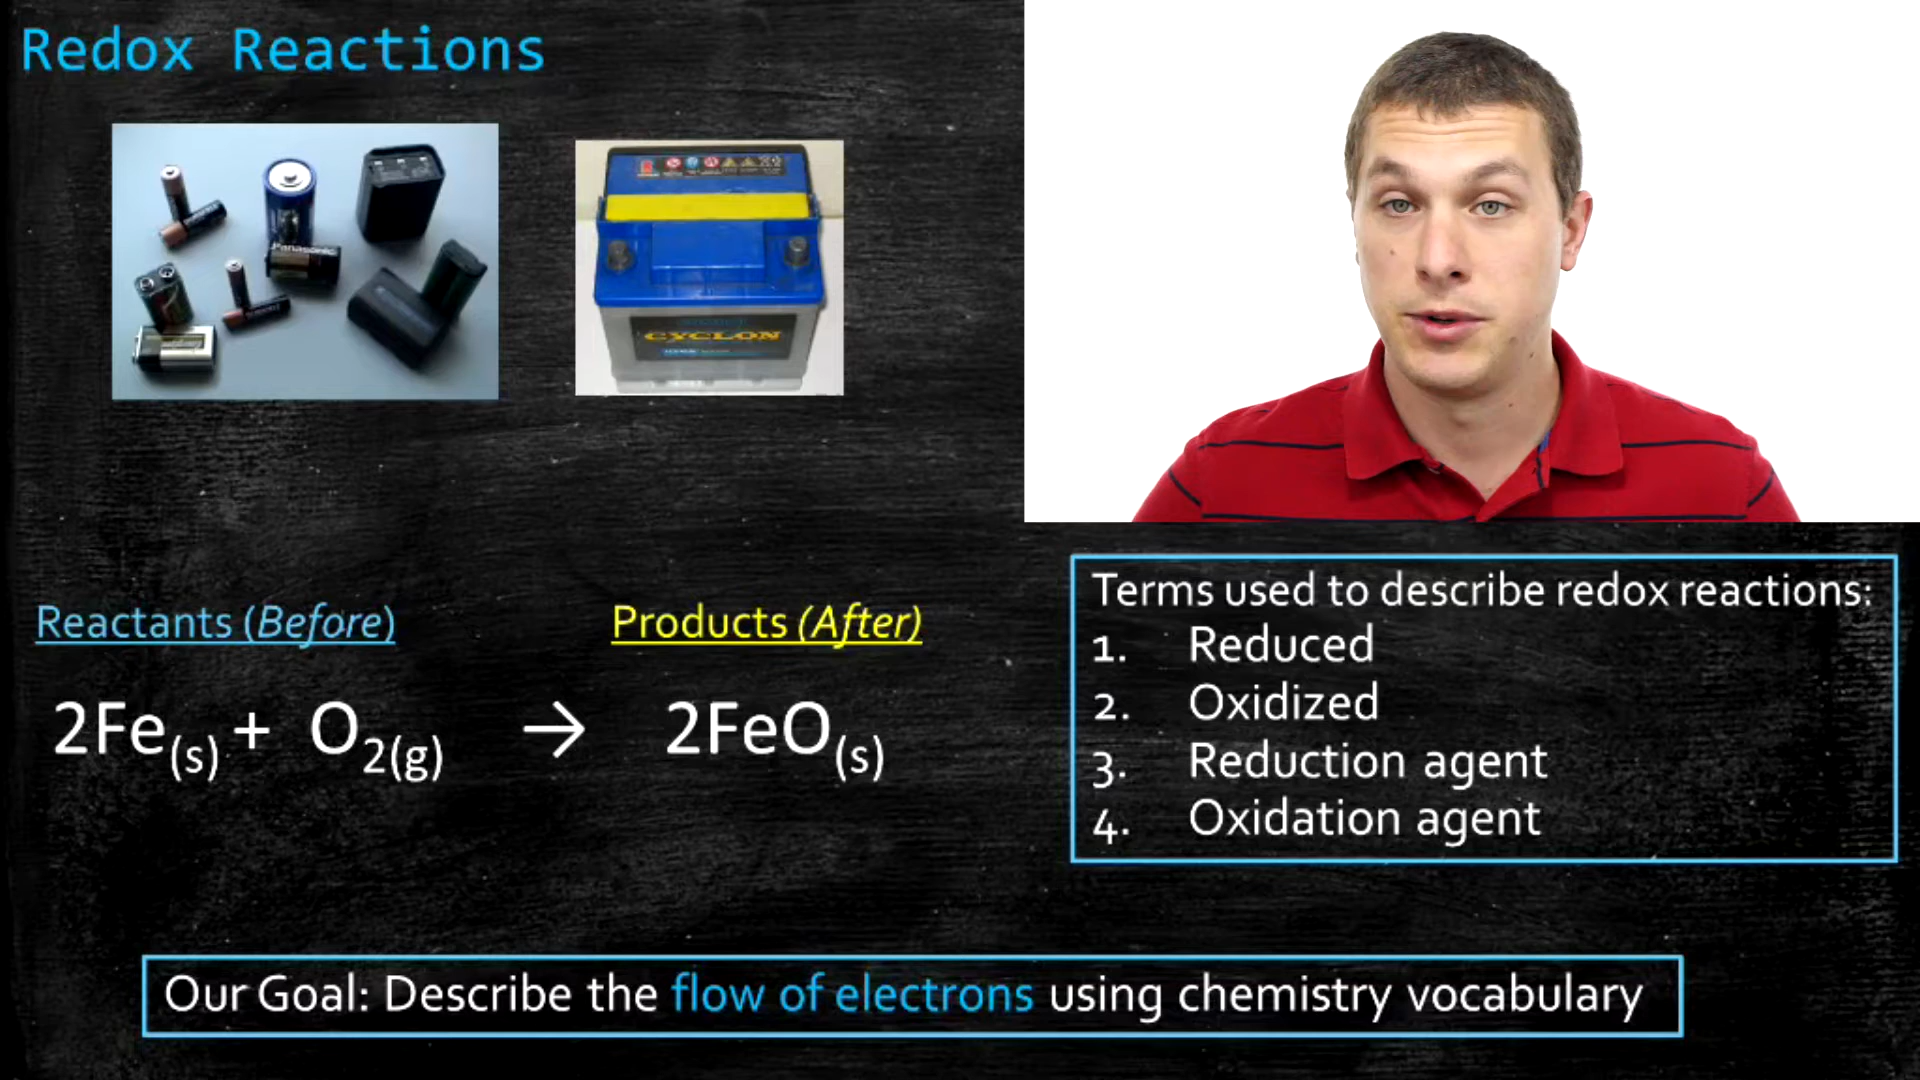 Redox Reactions
Panasonic
CYCLON
Reactants (Before)
Products (After)
2Fe(s) + O2(g) → 2FeO(s)
Terms used to describe redox reactions:
1. Reduced
2. Oxidized
3. Reduction agent
4. Oxidation agent
Our Goal: Describe the flow of electrons using chemistry vocabulary